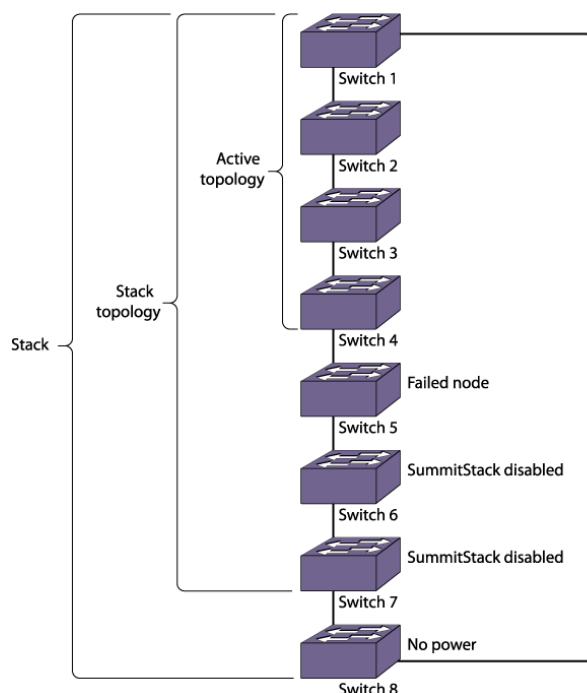 Switch 1
Switch 2
Active
topology
Switch 3
Stack
topology
Stack
Switch 4
Failed node
Switch 5
SummitStack disabled
Switch 6
SummitStack disabled
Switch 7
No power
Switch 8